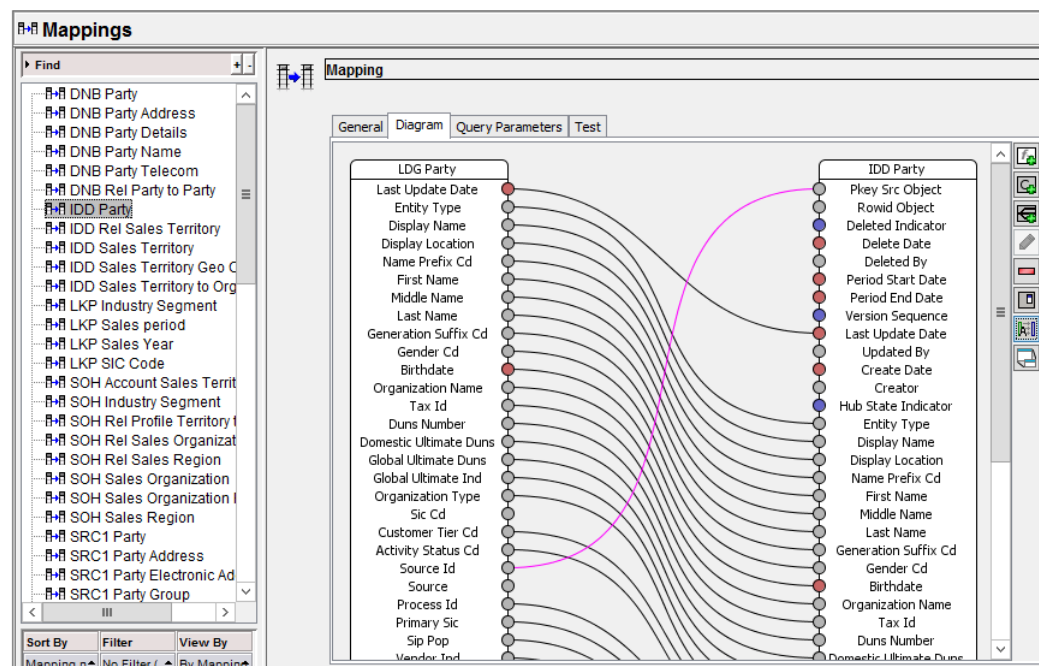 Mappings
Find
+ -
DNB Party
DNB Party Address
DNB Party Details
DNB Party Name
DNB Party Telecom
DNB Rel Party to Party
IDD Party
IDD Rel Sales Territory
IDD Sales Territory
IDD Sales Territory Geo C
IDD Sales Territory to Org
LKP Industry Segment
LKP Sales period
LKP Sales Year
LKP SIC Code
SOH Account Sales Territ
SOH Industry Segment
SOH Rel Profile Territory t
SOH Rel Sales Organizat
SOH Rel Sales Region
SOH Sales Organization
SOH Sales Organization I
SOH Sales Region
SRC1 Party
SRC1 Party Address
SRC1 Party Electronic Ad
SRC1 Party Group
Sort By Filter View By
Mapping n No Filter ( By Mapping
Mapping
General Diagram Query Parameters Test
LDG Party
Last Update Date
Entity Type
Display Name
Display Location
Name Prefix Cd
First Name
Middle Name
Last Name
Generation Suffix Cd
Gender Cd
Birthdate
Organization Name
Tax Id
Duns Number
Domestic Ultimate Duns
Global Ultimate Duns
Global Ultimate Ind
Organization Type
Sic Cd
Customer Tier Cd
Activity Status Cd
Source Id
Source
Process Id
Primary Sic
Sip Pop
Vendor Ind
IDD Party
Pkey Src Object
Rowid Object
Deleted Indicator
Delete Date
Deleted By
Period Start Date
Period End Date
Version Sequence
Last Update Date
Updated By
Create Date
Creator
Hub State Indicator
Entity Type
Display Name
Display Location
Name Prefix Cd
First Name
Middle Name
Last Name
Generation Suffix Cd
Gender Cd
Birthdate
Organization Name
Tax Id
Duns Number
Domestic Ultimate Duns